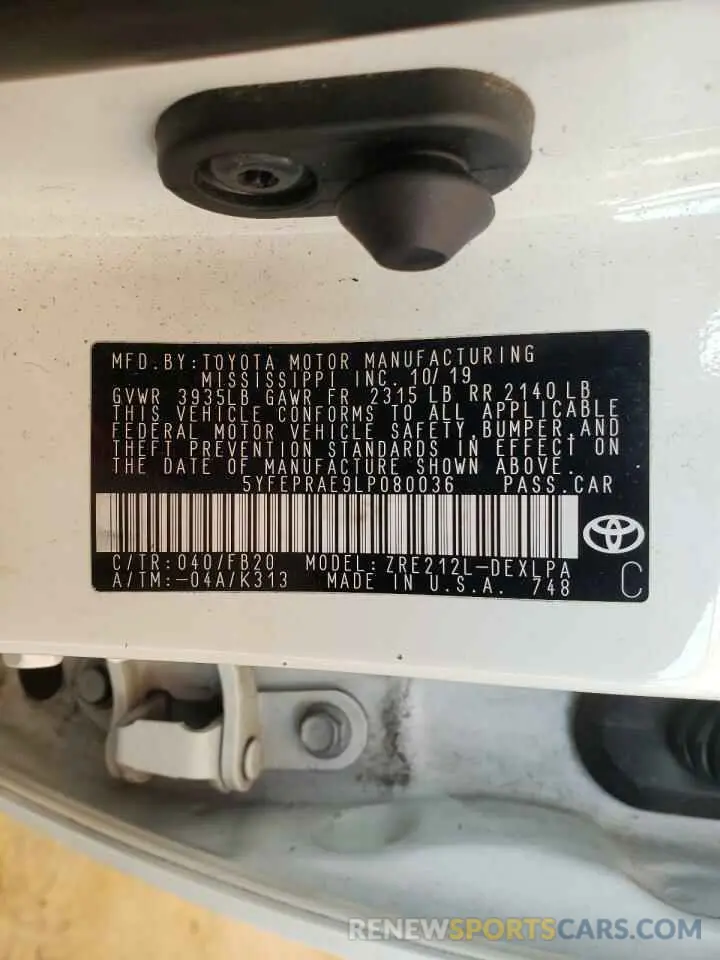 MFD.BY:TOYOTA MOTOR MANUFACTURING
MISSISSIPPI INC. 10/19
GVWR 3935LB GAWR FR 2315 LB RR 2140 LB
THIS VEHICLE CONFORMS TO ALL APPLICABLE
FEDERAL MOTOR VEHICLE SAFETY,BUMPER,AND
THEFT PREVENTION STANDARDS IN EFFECT ON
THE DATE OF MANUFACTURE SHOWN ABOVE.
5YFEPRAE9LP080036 PASS.CAR
C/TR:040/FB20 MODEL:ZRE212L-DEXLPA
A/TM:-04A/K313 MADE IN U.S.A. 748 C
RENEWSPORTSCARS.COM